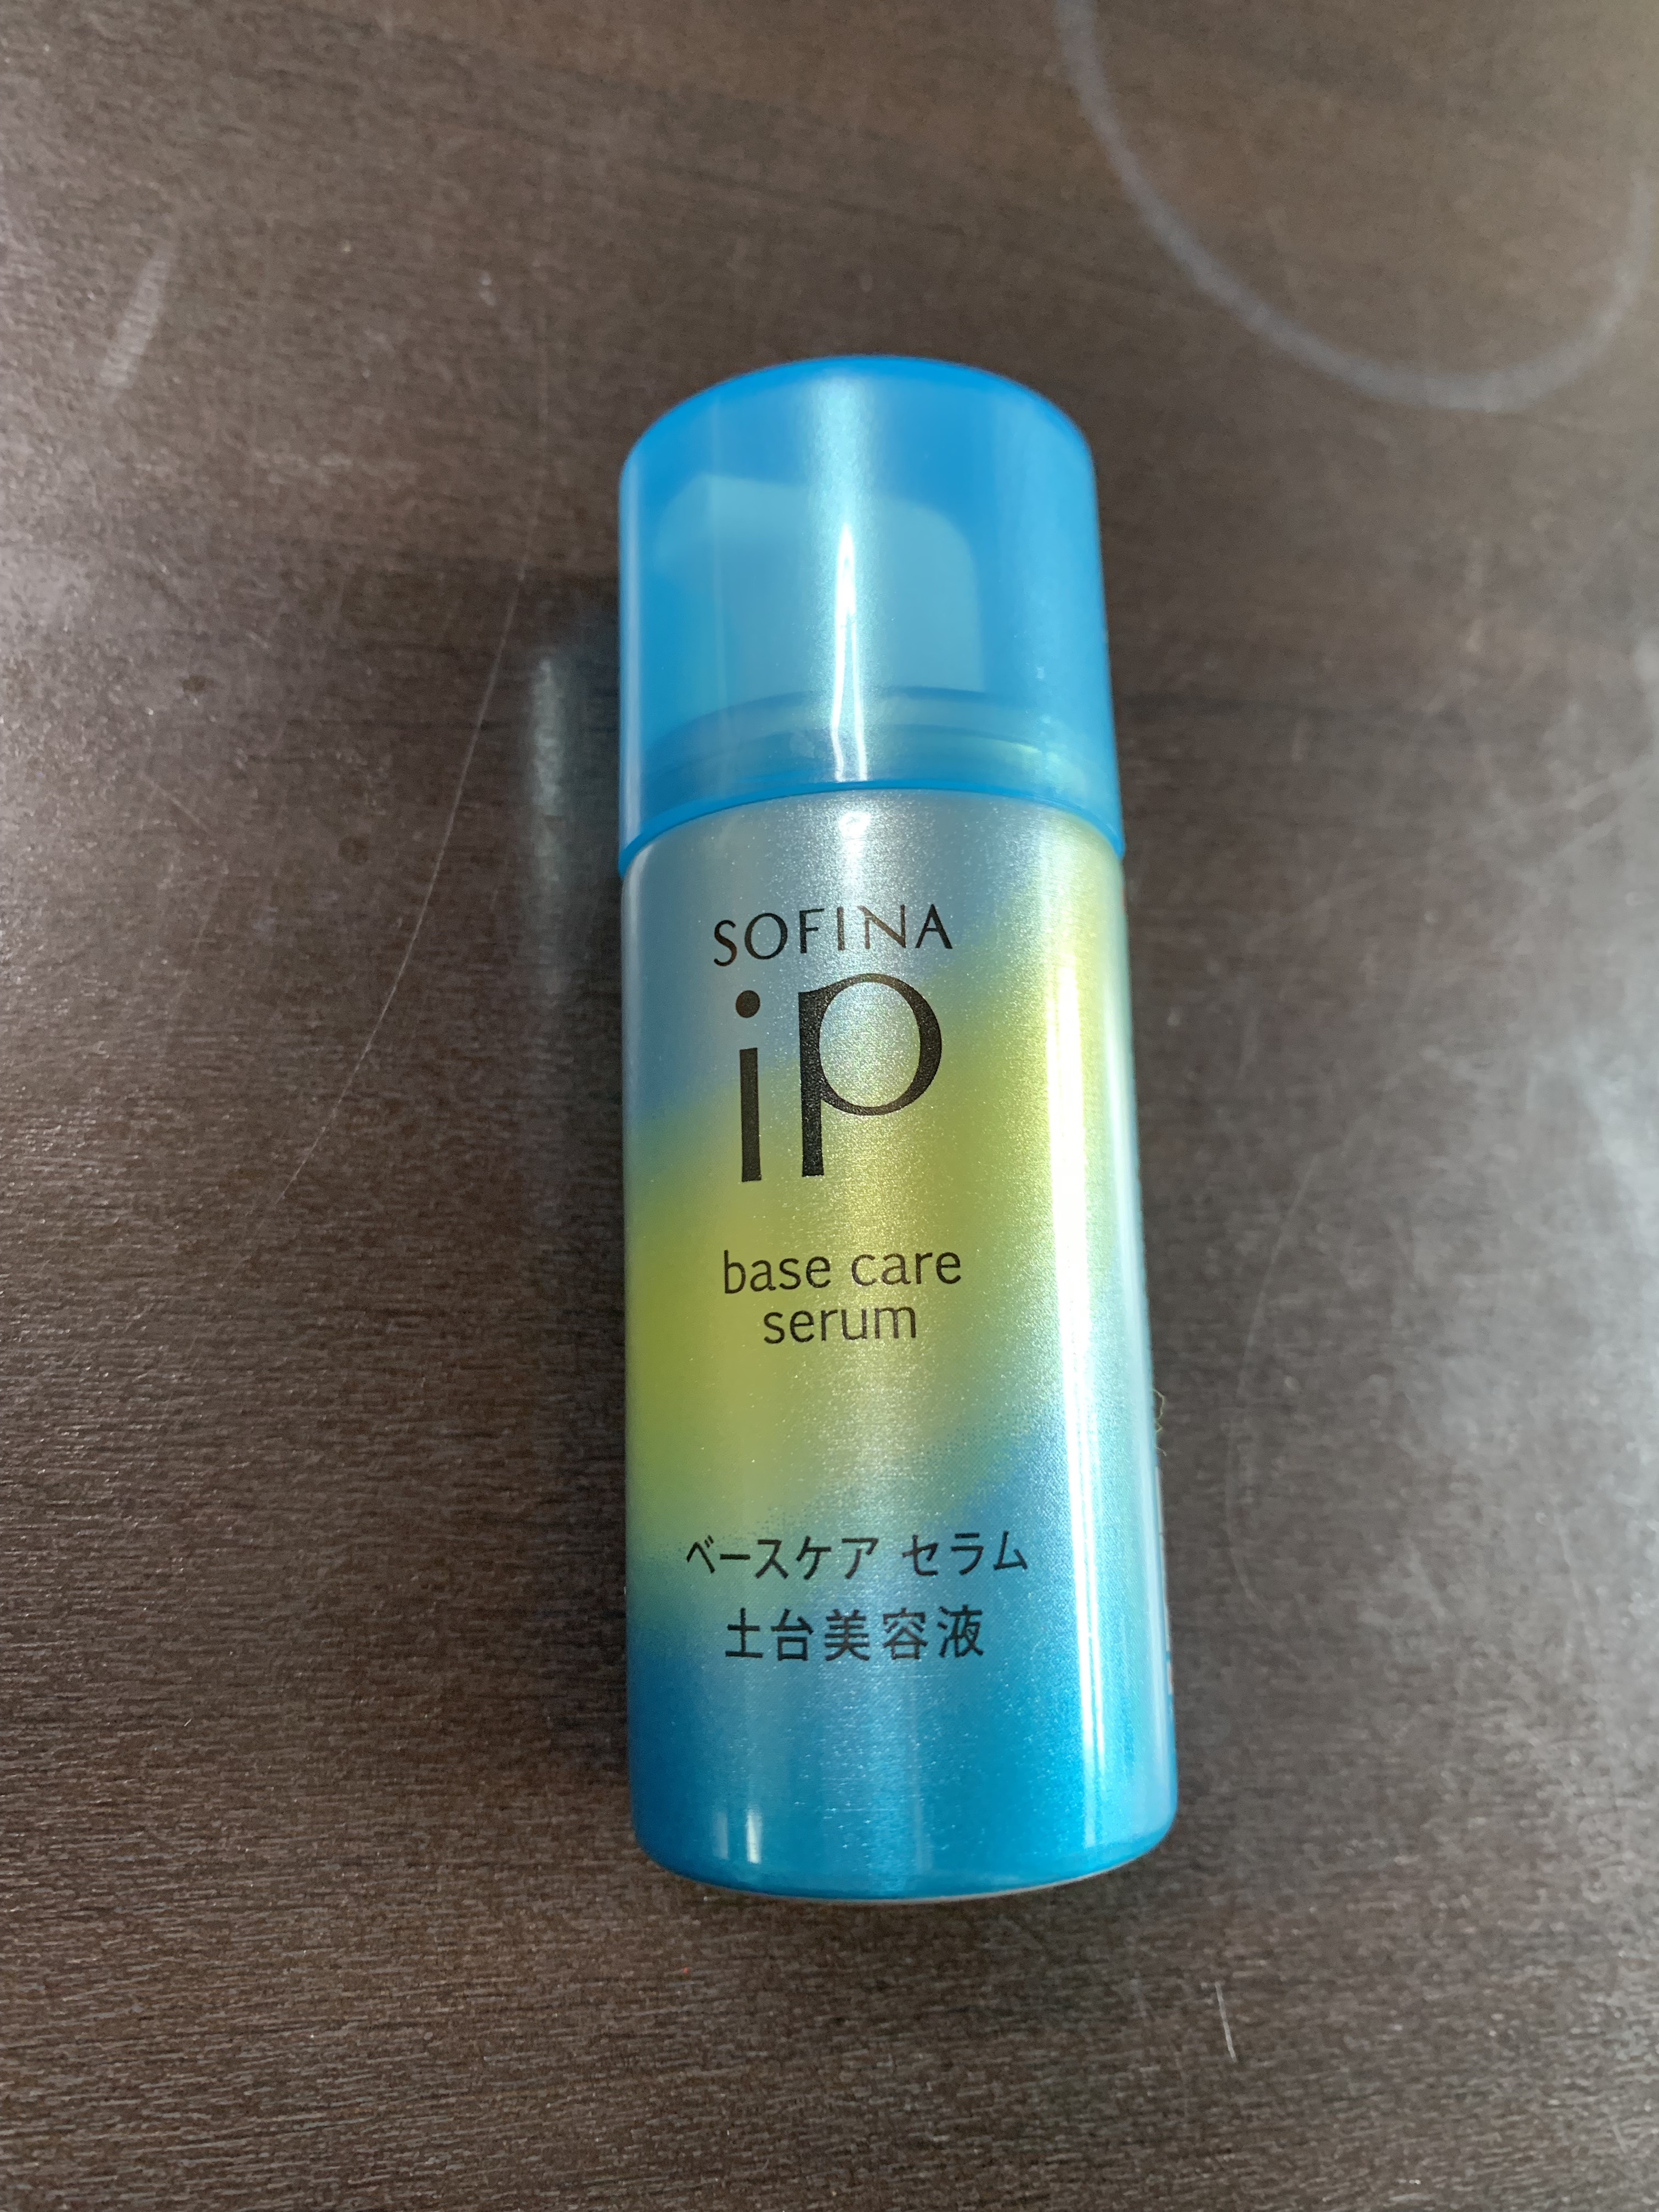 SOFINA
iP
base care
serum
ベースケア セラム
土台美容液